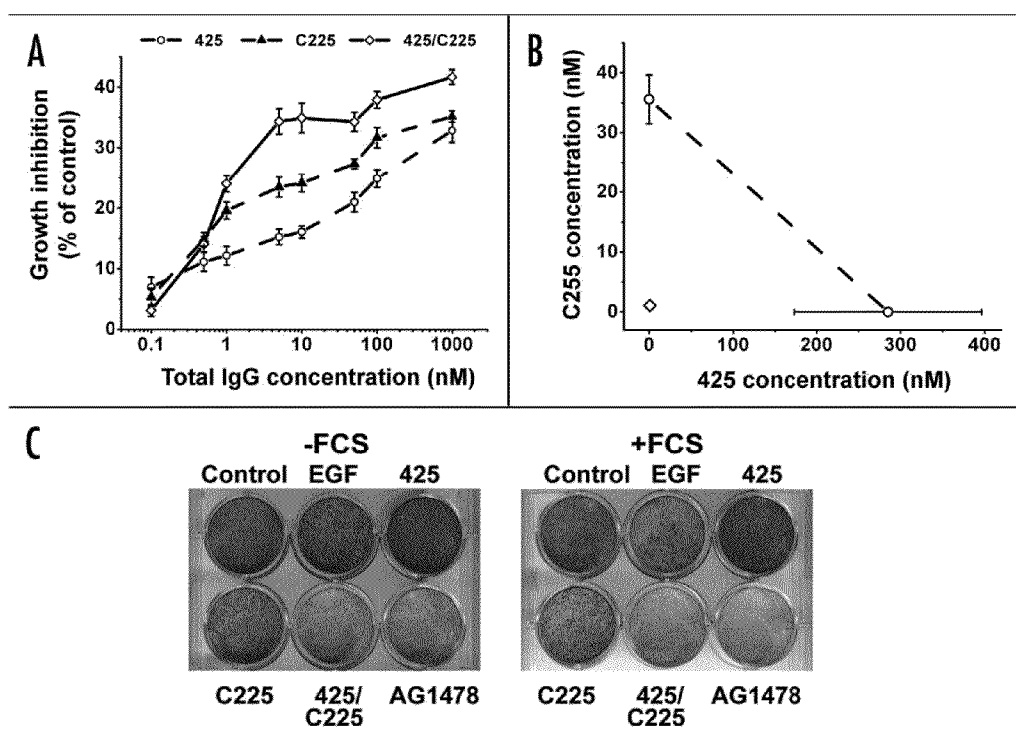 A
425 C225 425/C225
Growth inhibition
(% of control)
40
30
20
10
0
0.1 1 10 100 1000
Total IgG concentration (nM)
B
C255 concentration (nM)
40
30
20
10
0
0 100 200 300 400
425 concentration (nM)
C
-FCS
Control EGF 425
C225 425/ AG1478
C225
+FCS
Control EGF 425
C225 425/ AG1478
C225